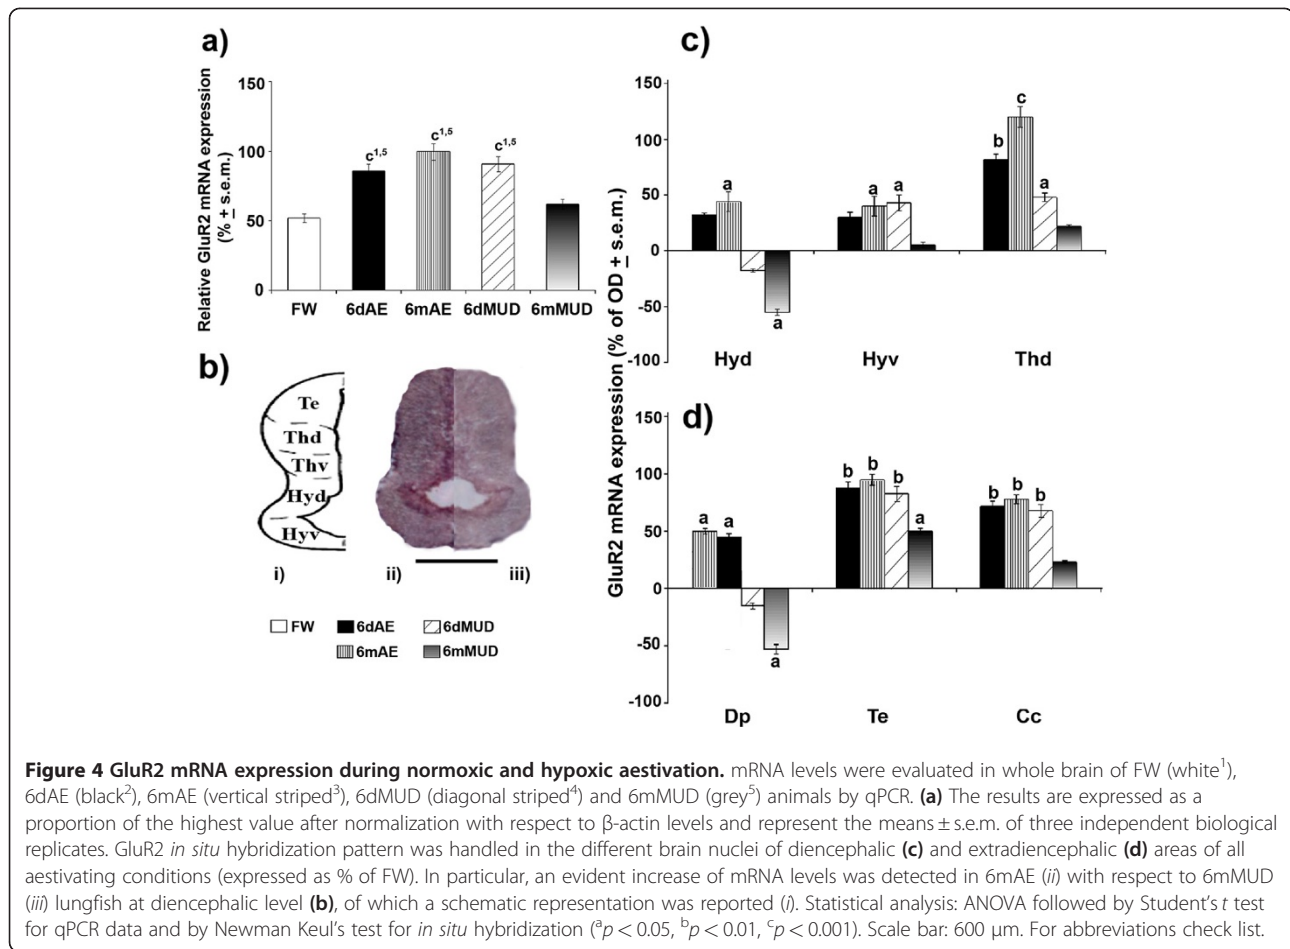 a)
Relative GluR2 mRNA expression
(% ± s.e.m.)
150
100
50
0
c1,5
c1,5
c1,5
FW
6dAE
6mAE
6dMUD
6mMUD
b)
Te
Thd
Thv
Hyd
Hyv
i)
ii)
iii)
FW
6dAE
6dMUD
6mAE
6mMUD
GluR2 mRNA expression (% of OD ± s.e.m.)
c)
150
100
50
0
-50
-100
a
a
a
a
b
c
a
Hyd
Hyv
Thd
d)
150
100
50
0
-50
-100
a
a
a
b
b
b
a
b
b
b
Dp
Te
Cc
Figure 4 GluR2 mRNA expression during normoxic and hypoxic aestivation. mRNA levels were evaluated in whole brain of FW (white1),
6dAE (black2), 6mAE (vertical striped3), 6dMUD (diagonal striped4) and 6mMUD (grey5) animals by qPCR. (a) The results are expressed as a
proportion of the highest value after normalization with respect to β-actin levels and represent the means ± s.e.m. of three independent biological
replicates. GluR2 in situ hybridization pattern was handled in the different brain nuclei of diencephalic (c) and extradiencephalic (d) areas of all
aestivating conditions (expressed as % of FW). In particular, an evident increase of mRNA levels was detected in 6mAE (ii) with respect to 6mMUD
(iii) lungfish at diencephalic level (b), of which a schematic representation was reported (i). Statistical analysis: ANOVA followed by Student's t test
for qPCR data and by Newman Keul's test for in situ hybridization (ap < 0.05, bp < 0.01, cp < 0.001). Scale bar: 600 μm. For abbreviations check list.